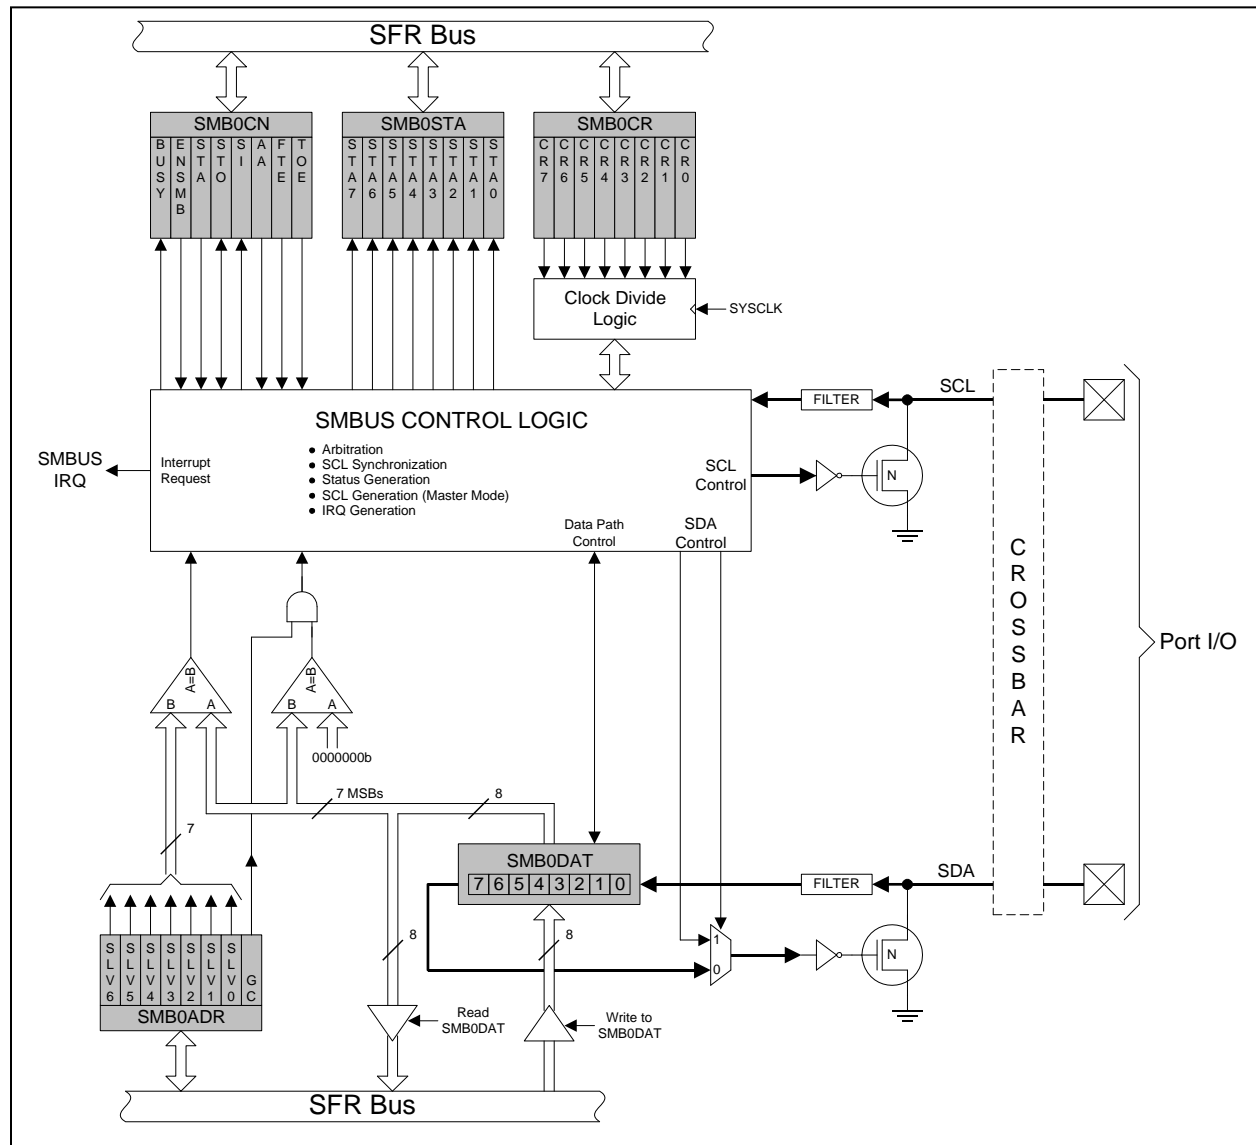 SFR Bus
SMB0CN
SMB0STA
SMB0CR
BUSY
ENSMB
STA
STO
SI
AA
FTE
TOE
STA7
STA6
STA5
STA4
STA3
STA2
STA1
STA0
CR7
CR6
CR5
CR4
CR3
CR2
CR1
CR0
Clock Divide
Logic
SYSCLK
SCL
FILTER
SMBUS CONTROL LOGIC
● Arbitration
● SCL Synchronization
● Status Generation
● SCL Generation (Master Mode)
● IRQ Generation
SMBUS
IRQ
Interrupt
Request
SCL
Control
N
Data Path
Control
SDA
Control
CROSSBAR
Port I/O
A=B
B A
A=B
B A
0000000b
7 MSBs
8
7
SMB0DAT
7 6 5 4 3 2 1 0
FILTER
SDA
8
8
1
0
N
SLV6
SLV5
SLV4
SLV3
SLV2
SLV1
SLV0
GC
SMB0ADR
Read
SMB0DAT
Write to
SMB0DAT
SFR Bus